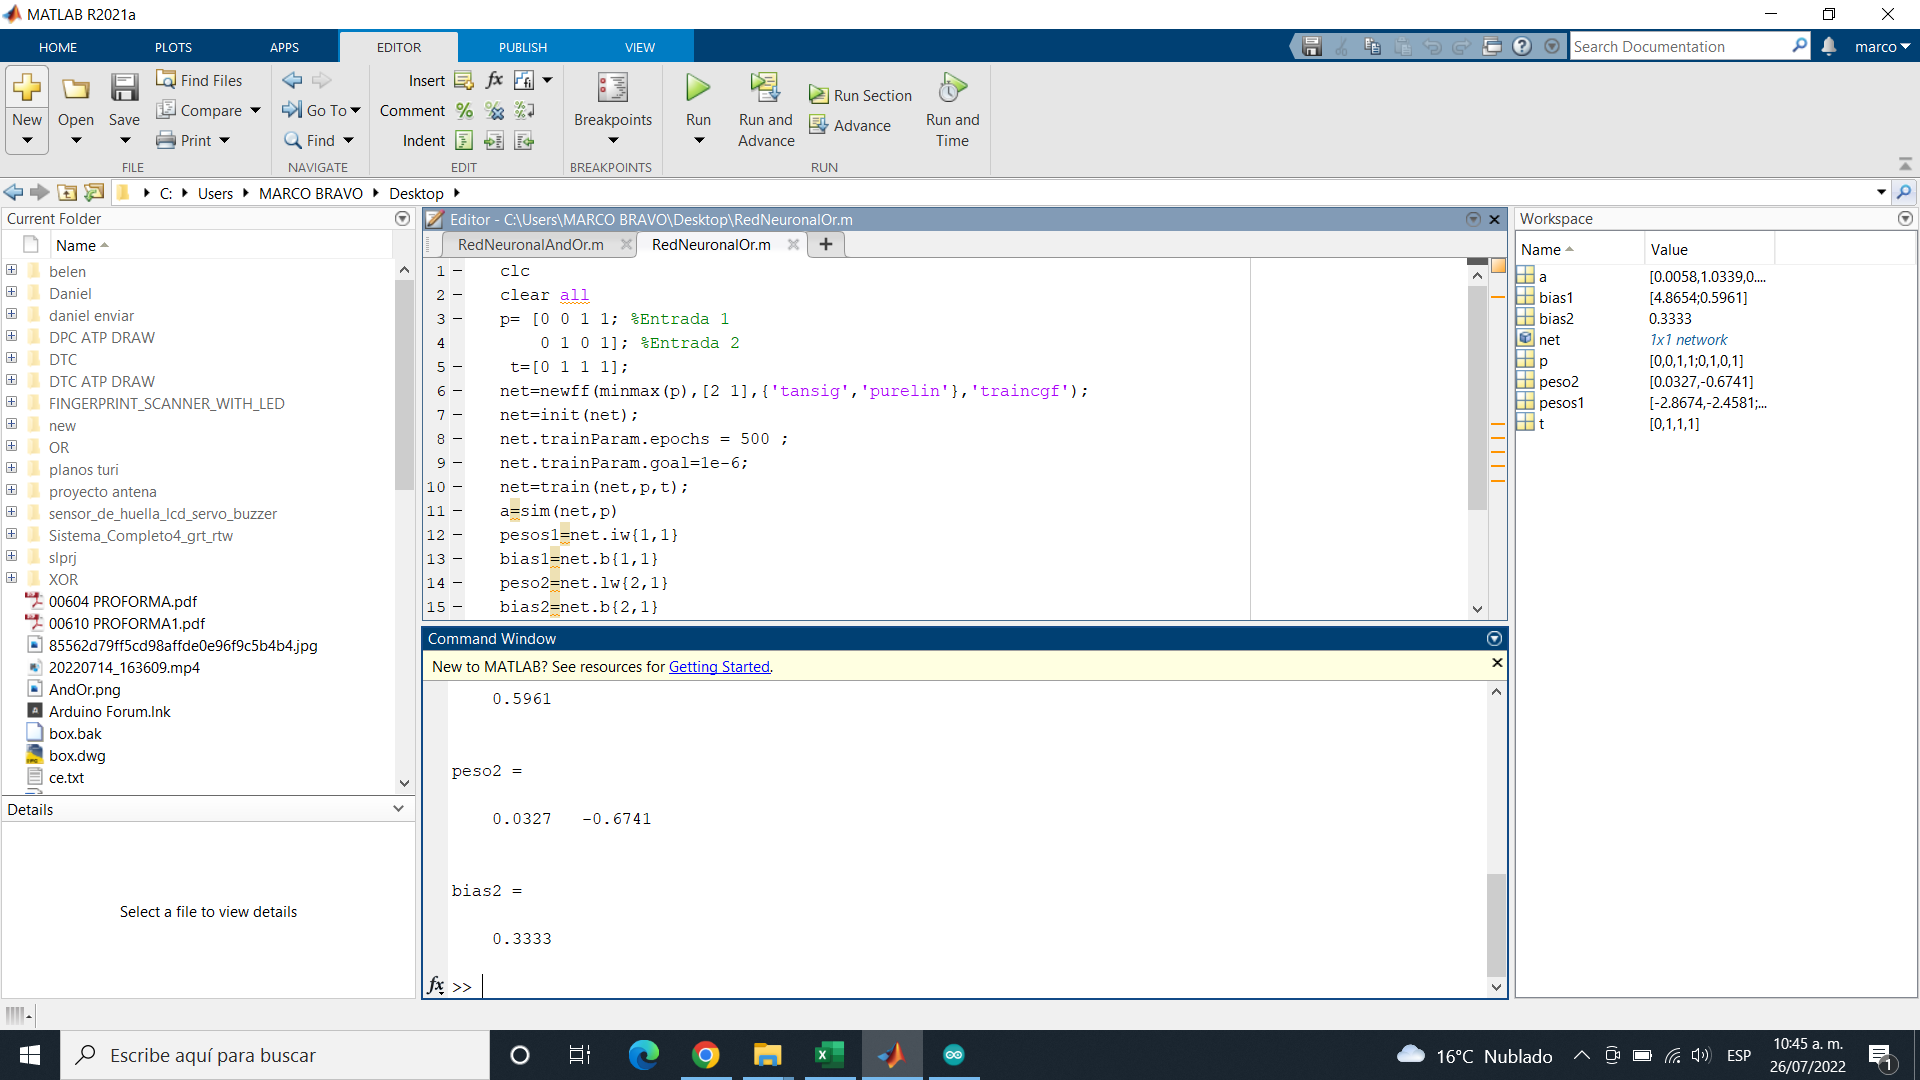 MATLAB R2021a
HOME PLOTS APPS EDITOR PUBLISH VIEW
Search Documentation
marco
New
Open
Save
Find Files
Compare
Print
FILE
Go To
Find
NAVIGATE
Insert
fx
Comment
Indent
EDIT
Breakpoints
BREAKPOINTS
Run
Run and Advance
Run Section
Advance
Run and Time
RUN
C: Users MARCO BRAVO Desktop
Current Folder
Name
belen
Daniel
daniel enviar
DPC ATP DRAW
DTC
DTC ATP DRAW
FINGERPRINT_SCANNER_WITH_LED
new
OR
planos turi
proyecto antena
sensor_de_huella_lcd_servo_buzzer
Sistema_Completo4_grt_rtw
slprj
XOR
00604 PROFORMA.pdf
00610 PROFORMA1.pdf
85562d79ff5cd98affde0e96f9c5b4b4.jpg
20220714_163609.mp4
AndOr.png
Arduino Forum.lnk
box.bak
box.dwg
ce.txt
Details
Select a file to view details
Editor - C:\Users\MARCO BRAVO\Desktop\RedNeuronalOr.m
RedNeuronalAndOr.m RedNeuronalOr.m
1 clc
2 clear all
3 p= [0 0 1 1; %Entrada 1
4 0 1 0 1]; %Entrada 2
5 t=[0 1 1 1];
6 net=newff(minmax(p),[2 1],{'tansig','purelin'},'traincgf');
7 net=init(net);
8 net.trainParam.epochs = 500 ;
9 net.trainParam.goal=1e-6;
10 net=train(net,p,t);
11 a=sim(net,p)
12 pesos1=net.iw{1,1}
13 bias1=net.b{1,1}
14 peso2=net.lw{2,1}
15 bias2=net.b{2,1}
Command Window
New to MATLAB? See resources for Getting Started.
0.5961
peso2 =
0.0327 -0.6741
bias2 =
0.3333
fx >>
Workspace
Name Value
a [0.0058,1.0339,0....
bias1 [4.8654;0.5961]
bias2 0.3333
net 1x1 network
p [0,0,1,1;0,1,0,1]
peso2 [0.0327,-0.6741]
pesos1 [-2.8674,-2.4581;...
t [0,1,1,1]
Escribe aquí para buscar
16°C Nublado
ESP
10:45 a. m.
26/07/2022
1